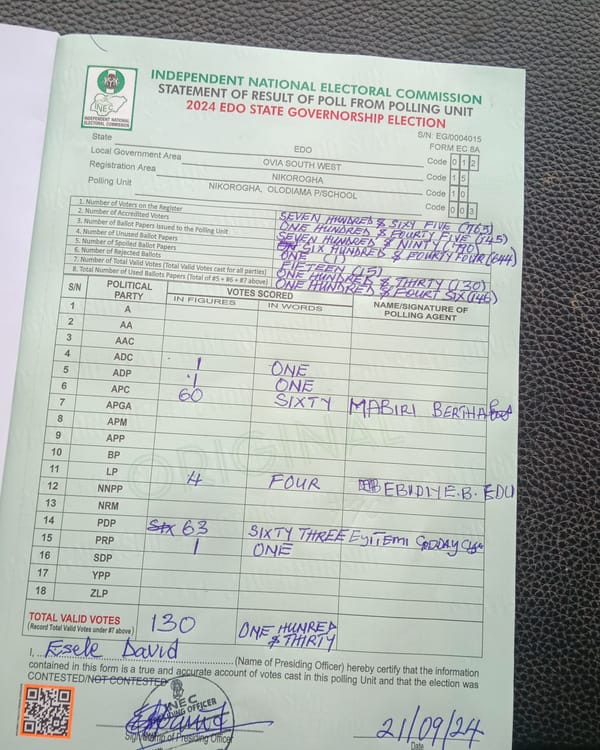 INDEPENDENT NATIONAL ELECTORAL COMMISSION
STATEMENT OF RESULT OF POLL FROM POLLING UNIT
2024 EDO STATE GOVERNORSHIP ELECTION
INEC
INDEPENDENT NATIONAL ELECTORAL COMMISSION
S/N: EG/0004015
FORM EC 8A
State EDO Code 0 1 2
Local Government Area OVIA SOUTH WEST Code 1 5
Registration Area NIKOROGHA Code 1 0
Polling Unit NIKOROGHA, OLODIAMA P/SCHOOL Code 0 0 3
1. Number of Voters on the Register SEVEN HUNDRED & SIXTY FIVE (765)
2. Number of Accredited Voters ONE HUNDRED & FOURTY FIVE (145)
3. Number of Ballot Papers Issued to the Polling Unit SEVEN HUNDRED & NINTY (790)
4. Number of Unused Ballot Papers SIX HUNDRED & FOURTY FOUR (644)
5. Number of Spoiled Ballot Papers ONE (1)
6. Number of Rejected Ballots FIFTEEN (15)
7. Number of Total Valid Votes (Total Valid Votes cast for all parties) ONE HUNDRED & THIRTY (130)
8. Total Number of Used Ballots Papers (Total of #5 + #6 + #7 above) ONE HUNDRED & FOURT SIX (146)
S/N POLITICAL PARTY VOTES SCORED NAME/SIGNATURE OF POLLING AGENT
IN FIGURES IN WORDS
1 A
2 AA
3 AAC
4 ADC 1 ONE
5 ADP 1 ONE
6 APC 60 SIXTY MABIRI BERTHA
7 APGA
8 APM
9 APP
10 BP
11 LP 4 FOUR EBIDIYE.B. EDU
12 NNPP
13 NRM
14 PDP SIX 63 SIXTY THREE EyiTEmi GODDAY
15 PRP 1 ONE
16 SDP
17 YPP
18 ZLP
ORIGINAL
TOTAL VALID VOTES 130 ONE HUNRED & THIRTY
(Record Total Valid Votes under #7 above)
I, Esele David (Name of Presiding Officer) hereby certify that the information
contained in this form is a true and accurate account of votes cast in this polling Unit and that the election was
CONTESTED/NOT CONTESTED
INEC
PRESIDING OFFICER
Sign/Stamp of Presiding Officer
21/09/24
Date